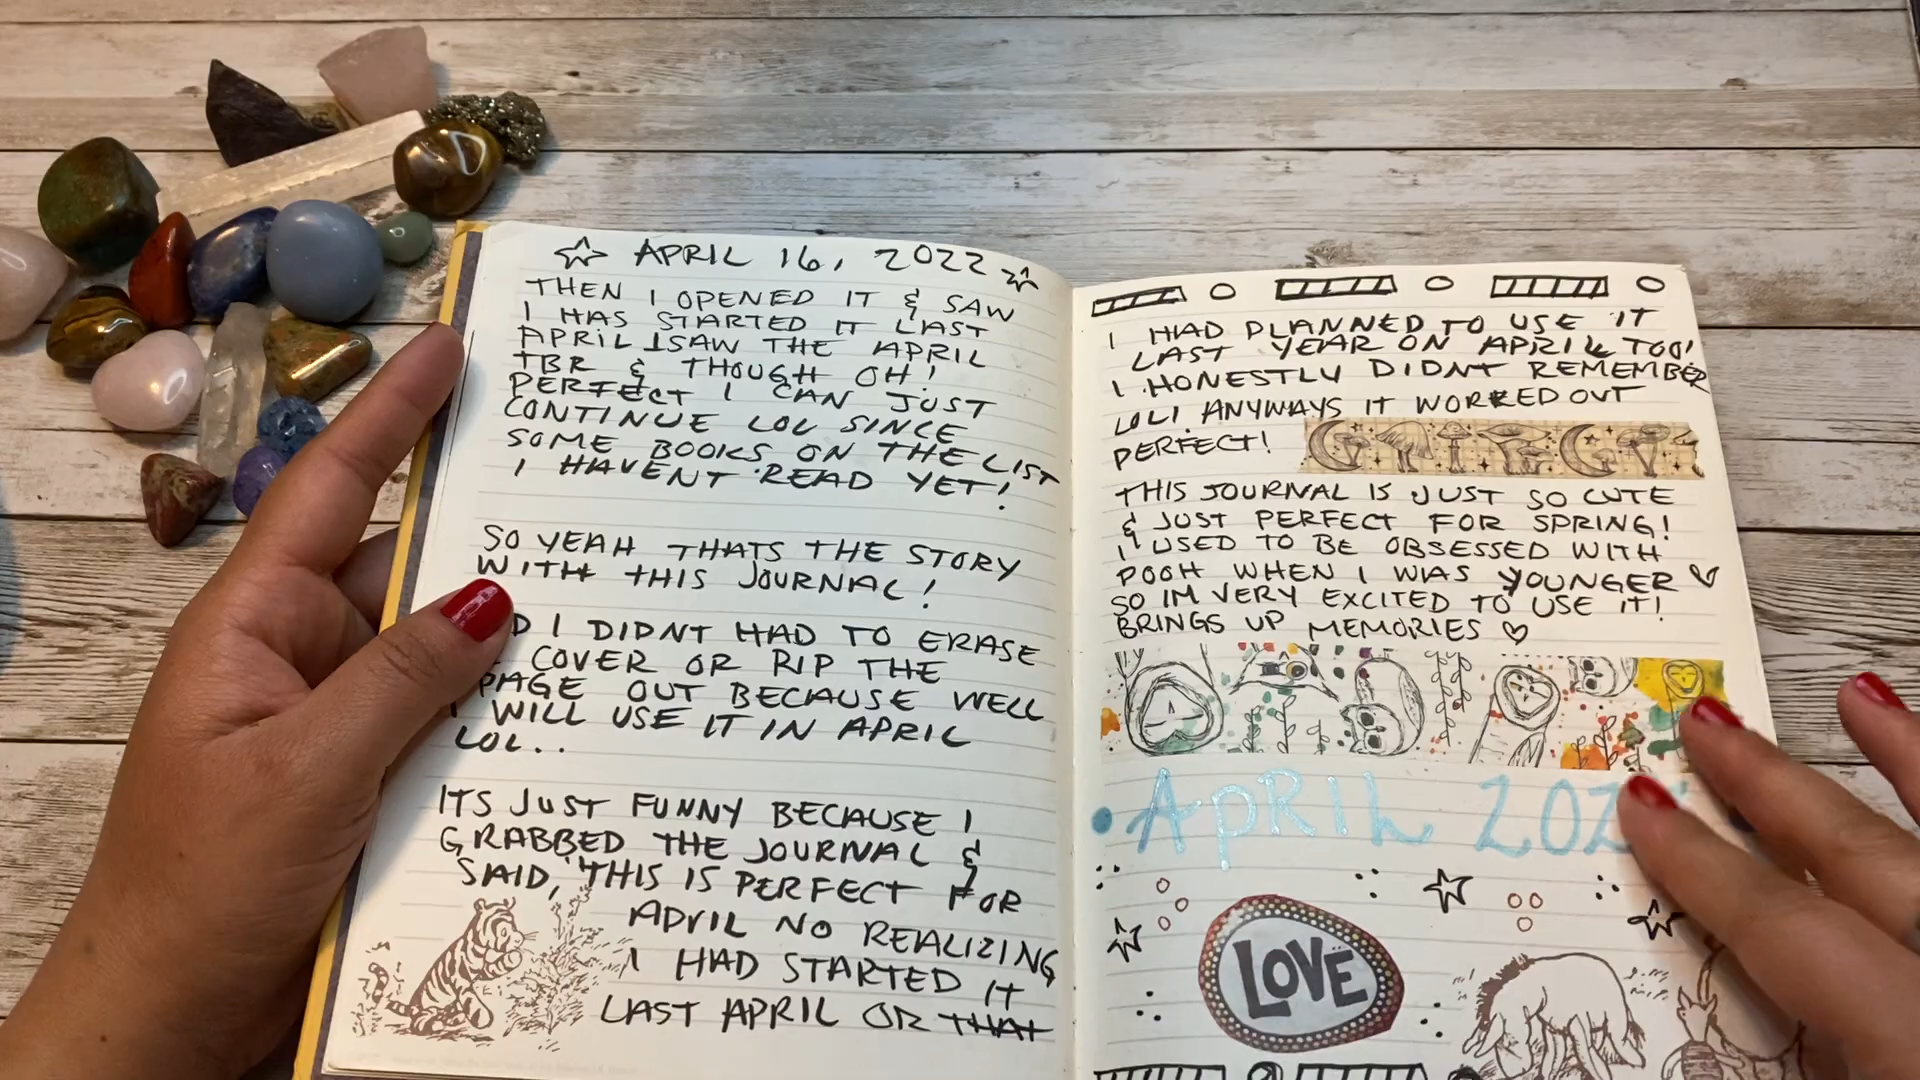 APRIL 16, 2022
THEN I OPENED IT & SAW
I HAS STARTED IT LAST
APRIL I SAW THE APRIL
TBR & THOUGH OH!
PERFECT I CAN JUST
CONTINUE LOL SINCE
SOME BOOKS ON THE LIST
I HAVENT READ YET!
SO YEAH THATS THE STORY
WITH THIS JOURNAL!
I DIDNT HAD TO ERASE
COVER OR RIP THE
PAGE OUT BECAUSE WELL
I WILL USE IT IN APRIL
LOL..
ITS JUST FUNNY BECAUSE I
GRABBED THE JOURNAL &
SAID, "THIS IS PERFECT FOR
APRIL NO REALIZING
I HAD STARTED IT
LAST APRIL OR THAT
I HAD PLANNED TO USE IT
LAST YEAR ON APRIL TOO!
I HONESTLY DIDNT REMEMBER
LOL! ANYWAYS IT WORKED OUT
PERFECT!
THIS JOURNAL IS JUST SO CUTE
& JUST PERFECT FOR SPRING!
I USED TO BE OBSESSED WITH
POOH WHEN I WAS YOUNGER
SO IM VERY EXCITED TO USE IT!
BRINGS UP MEMORIES
APRIL
LOVE